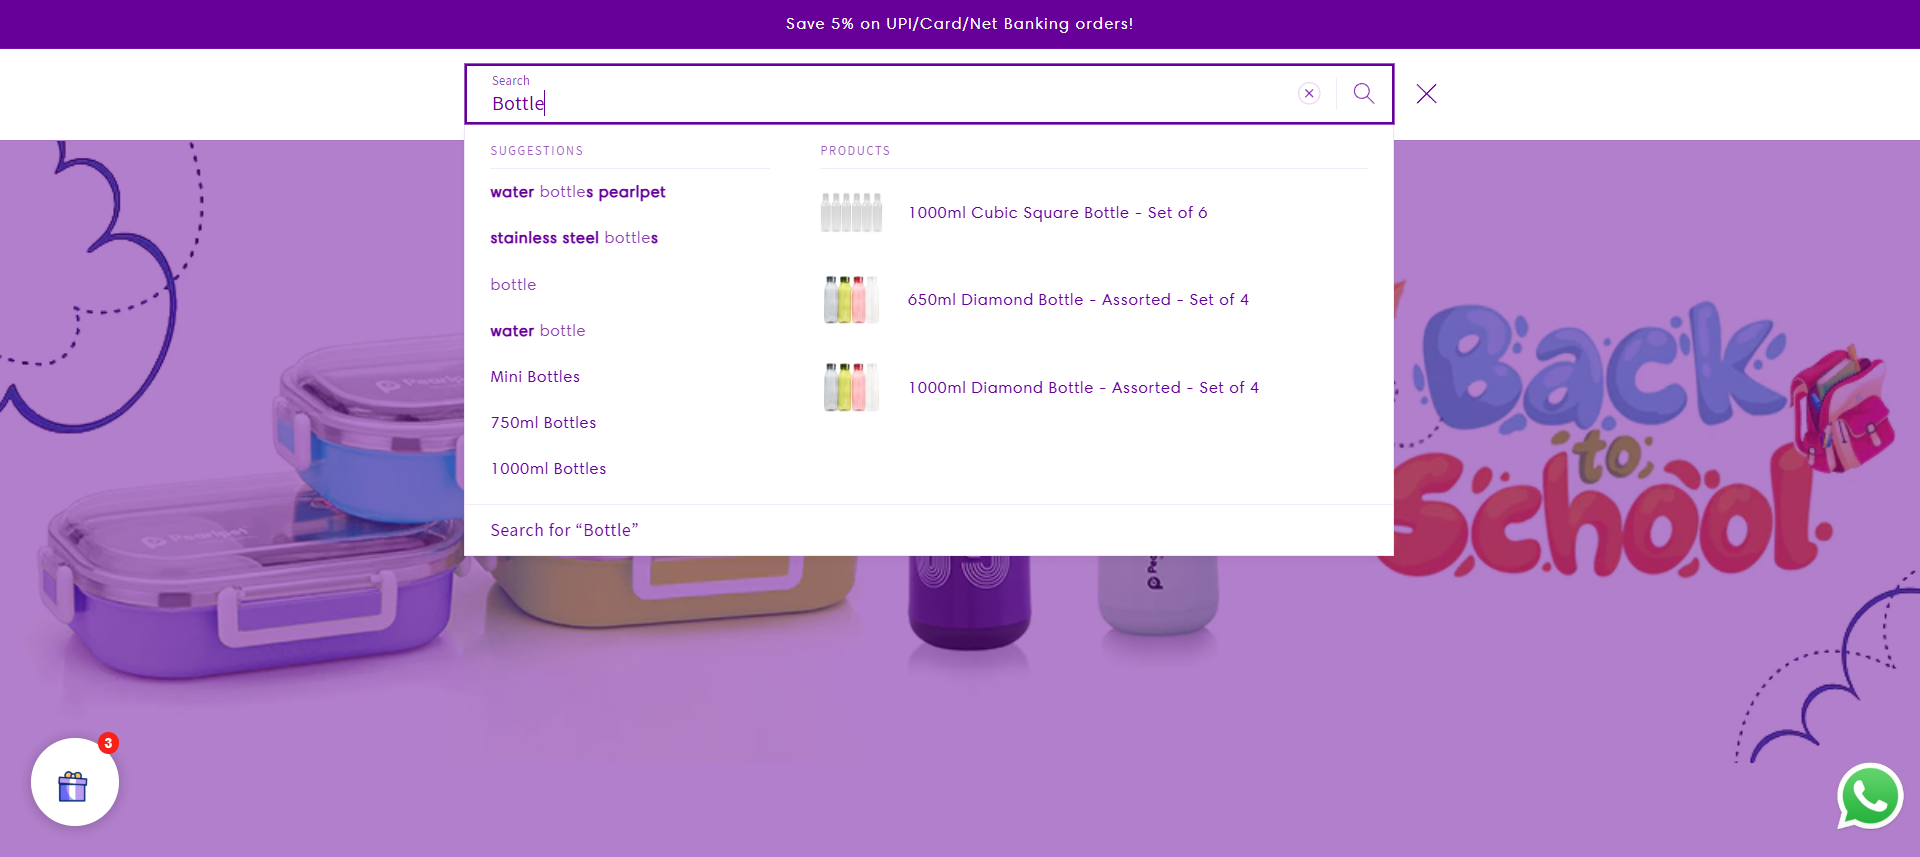 Save 5% on UPI/Card/Net Banking orders!
Search
Bottle
SUGGESTIONS
water bottles pearlpet
stainless steel bottles
bottle
water bottle
Mini Bottles
750ml Bottles
1000ml Bottles
PRODUCTS
1000ml Cubic Square Bottle - Set of 6
650ml Diamond Bottle - Assorted - Set of 4
1000ml Diamond Bottle - Assorted - Set of 4
Search for “Bottle”
Back
to
School
Pearlpet
3